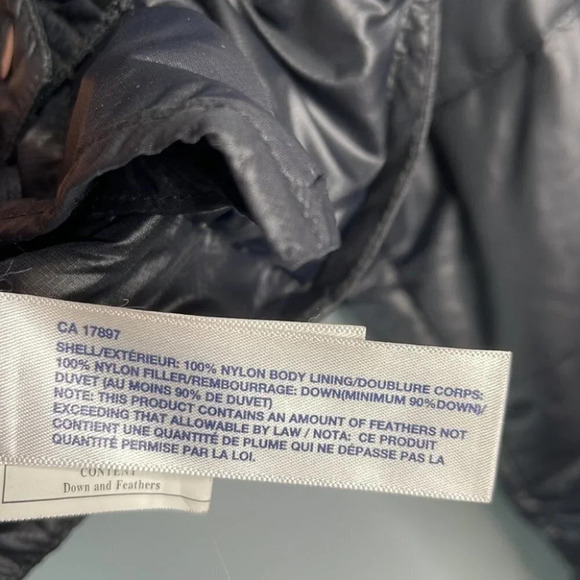 CA 17897
SHELL/EXTÉRIEUR: 100% NYLON BODY LINING/DOUBLURE CORPS:
100% NYLON FILLER/REMBOURRAGE: DOWN(MINIMUM 90%DOWN)/
DUVET (AU MOINS 90% DE DUVET)
NOTE: THIS PRODUCT CONTAINS AN AMOUNT OF FEATHERS NOT
EXCEEDING THAT ALLOWABLE BY LAW / NOTA: CE PRODUIT
CONTIENT UNE QUANTITÉ DE PLUME QUI NE DÉPASSE PAS LA
QUANTITÉ PERMISE PAR LA LOI.
CONTENT
Down and Feathers